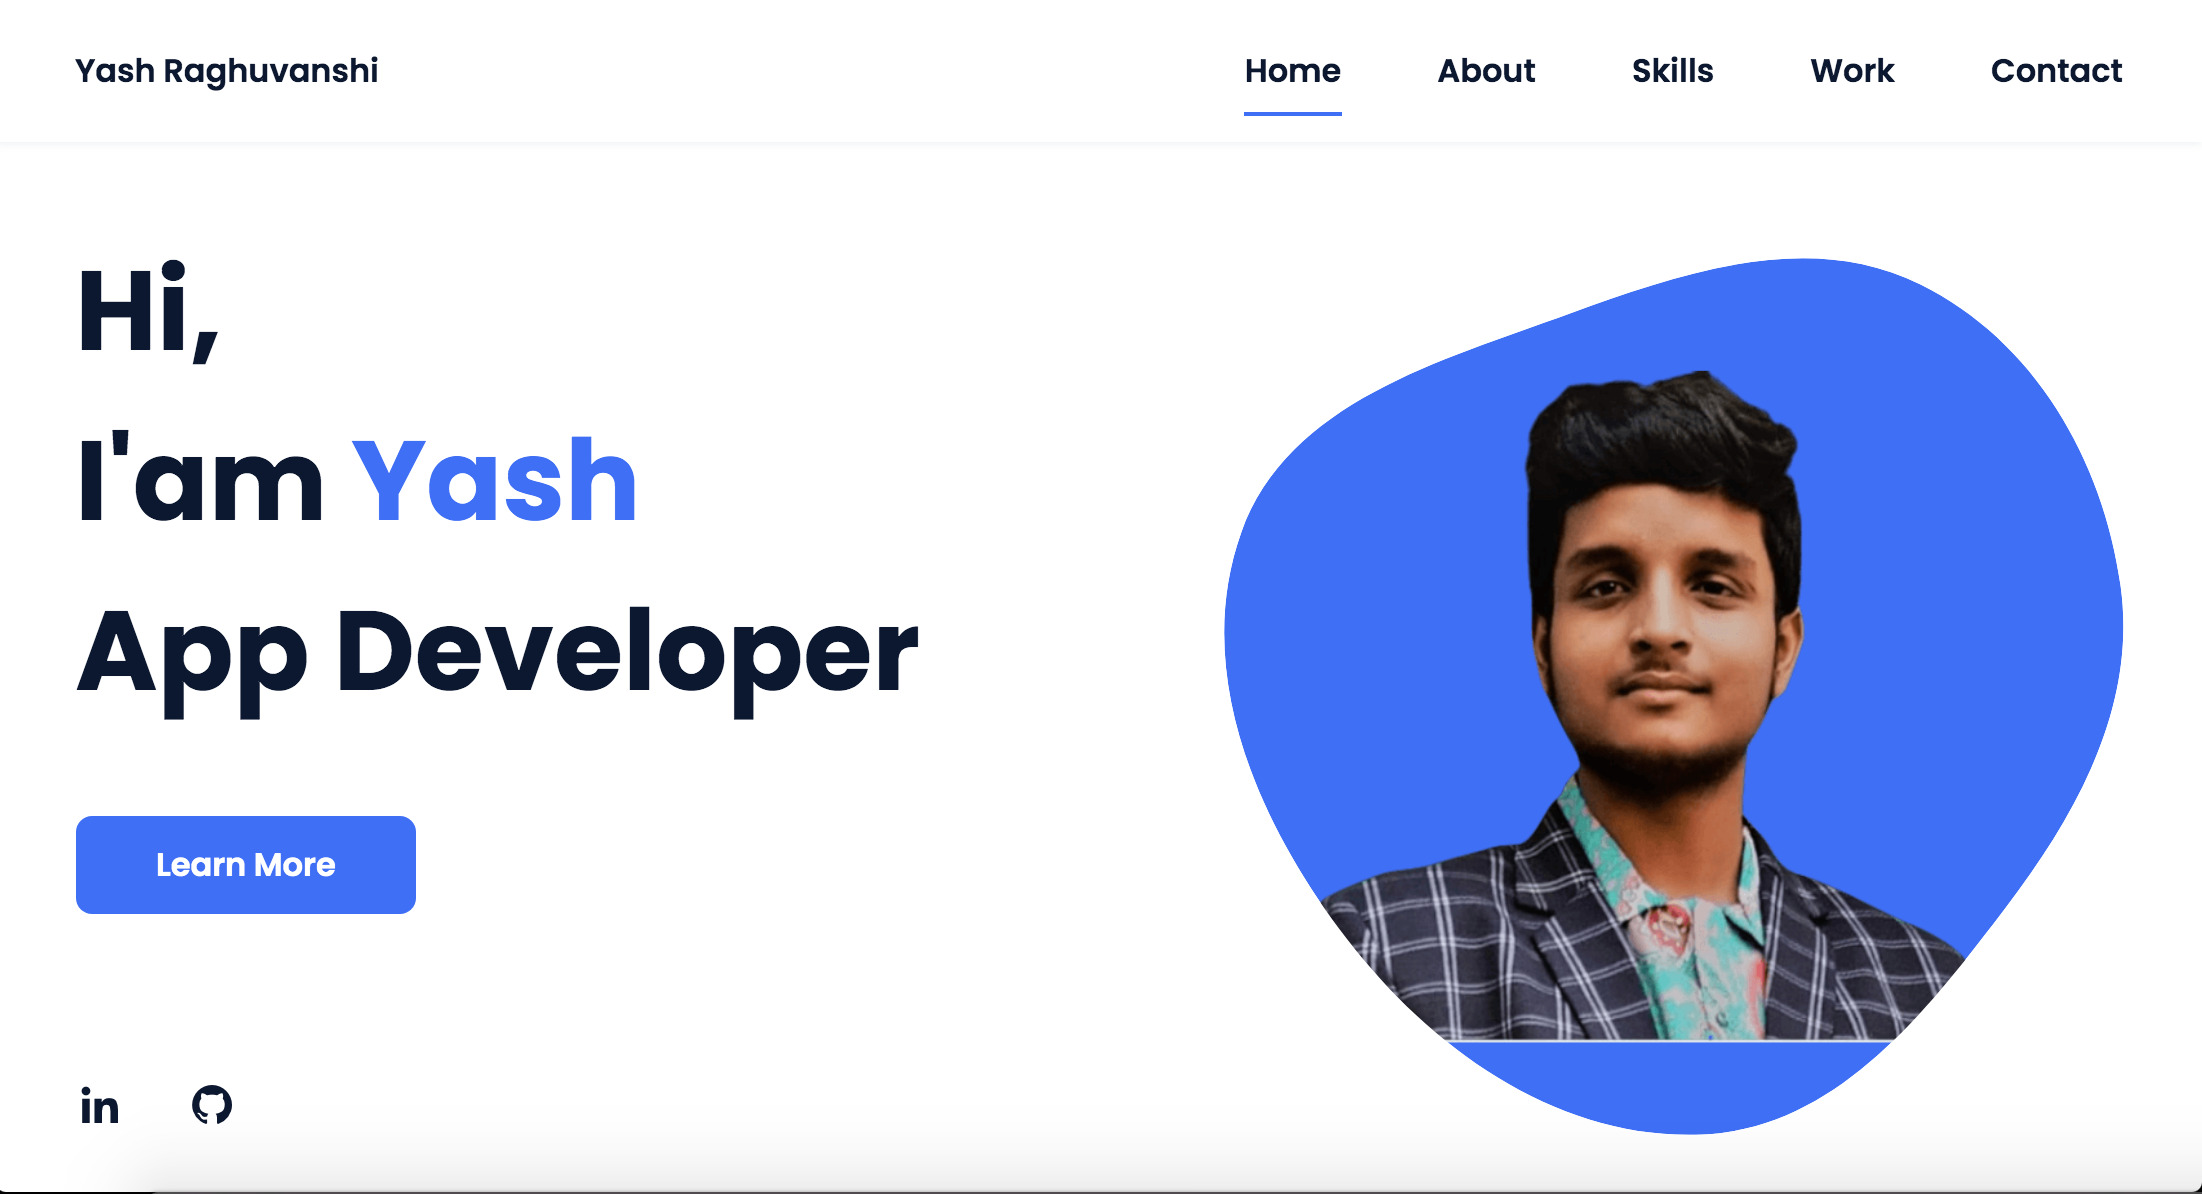 Yash Raghuvanshi
Home About Skills Work Contact
Hi,
I'am Yash
App Developer
Learn More
in